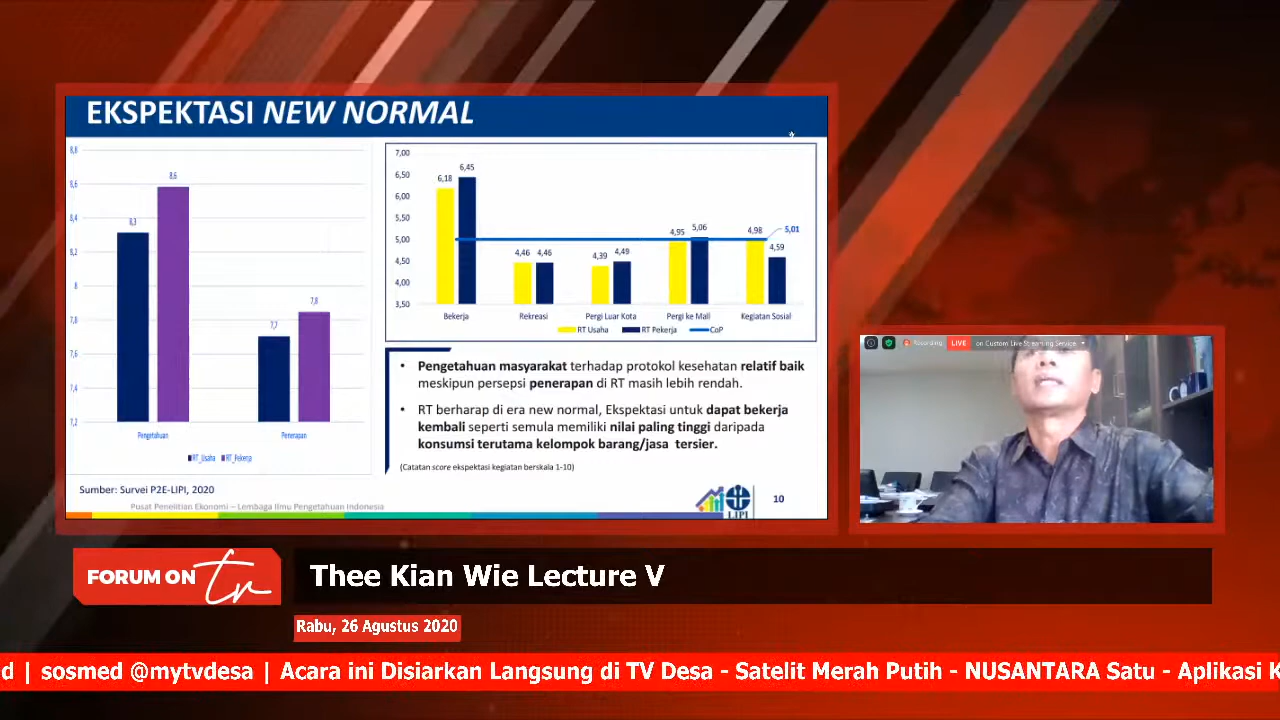 EKSPEKTASI NEW NORMAL
8,8
8,6
8,4
8,2
8
7,8
7,6
7,4
7,2
8,3
8,6
7,7
7,8
Pengetahuan
Penerapan
RT_Usaha
RT_Pekerja
7,00
6,50
6,00
5,50
5,00
4,50
4,00
3,50
6,18
6,45
4,46
4,46
4,39
4,49
4,95
5,06
4,98
4,59
5,01
Bekerja
Rekreasi
Pergi Luar Kota
Pergi ke Mall
Kegiatan Sosial
RT Usaha
RT Pekerja
CoP
• Pengetahuan masyarakat terhadap protokol kesehatan relatif baik
meskipun persepsi penerapan di RT masih lebih rendah.
• RT berharap di era new normal, Ekspektasi untuk dapat bekerja
kembali seperti semula memiliki nilai paling tinggi daripada
konsumsi terutama kelompok barang/jasa tersier.
(Catatan score ekspektasi kegiatan berskala 1-10)
Sumber: Survei P2E-LIPI, 2020
Pusat Penelitian Ekonomi – Lembaga Ilmu Pengetahuan Indonesia
LIPI
10
Recording
LIVE
on Custom Live Streaming Service
FORUM ON tv
Thee Kian Wie Lecture V
Rabu, 26 Agustus 2020
d | sosmed @mytvdesa | Acara ini Disiarkan Langsung di TV Desa - Satelit Merah Putih - NUSANTARA Satu - Aplikasi K